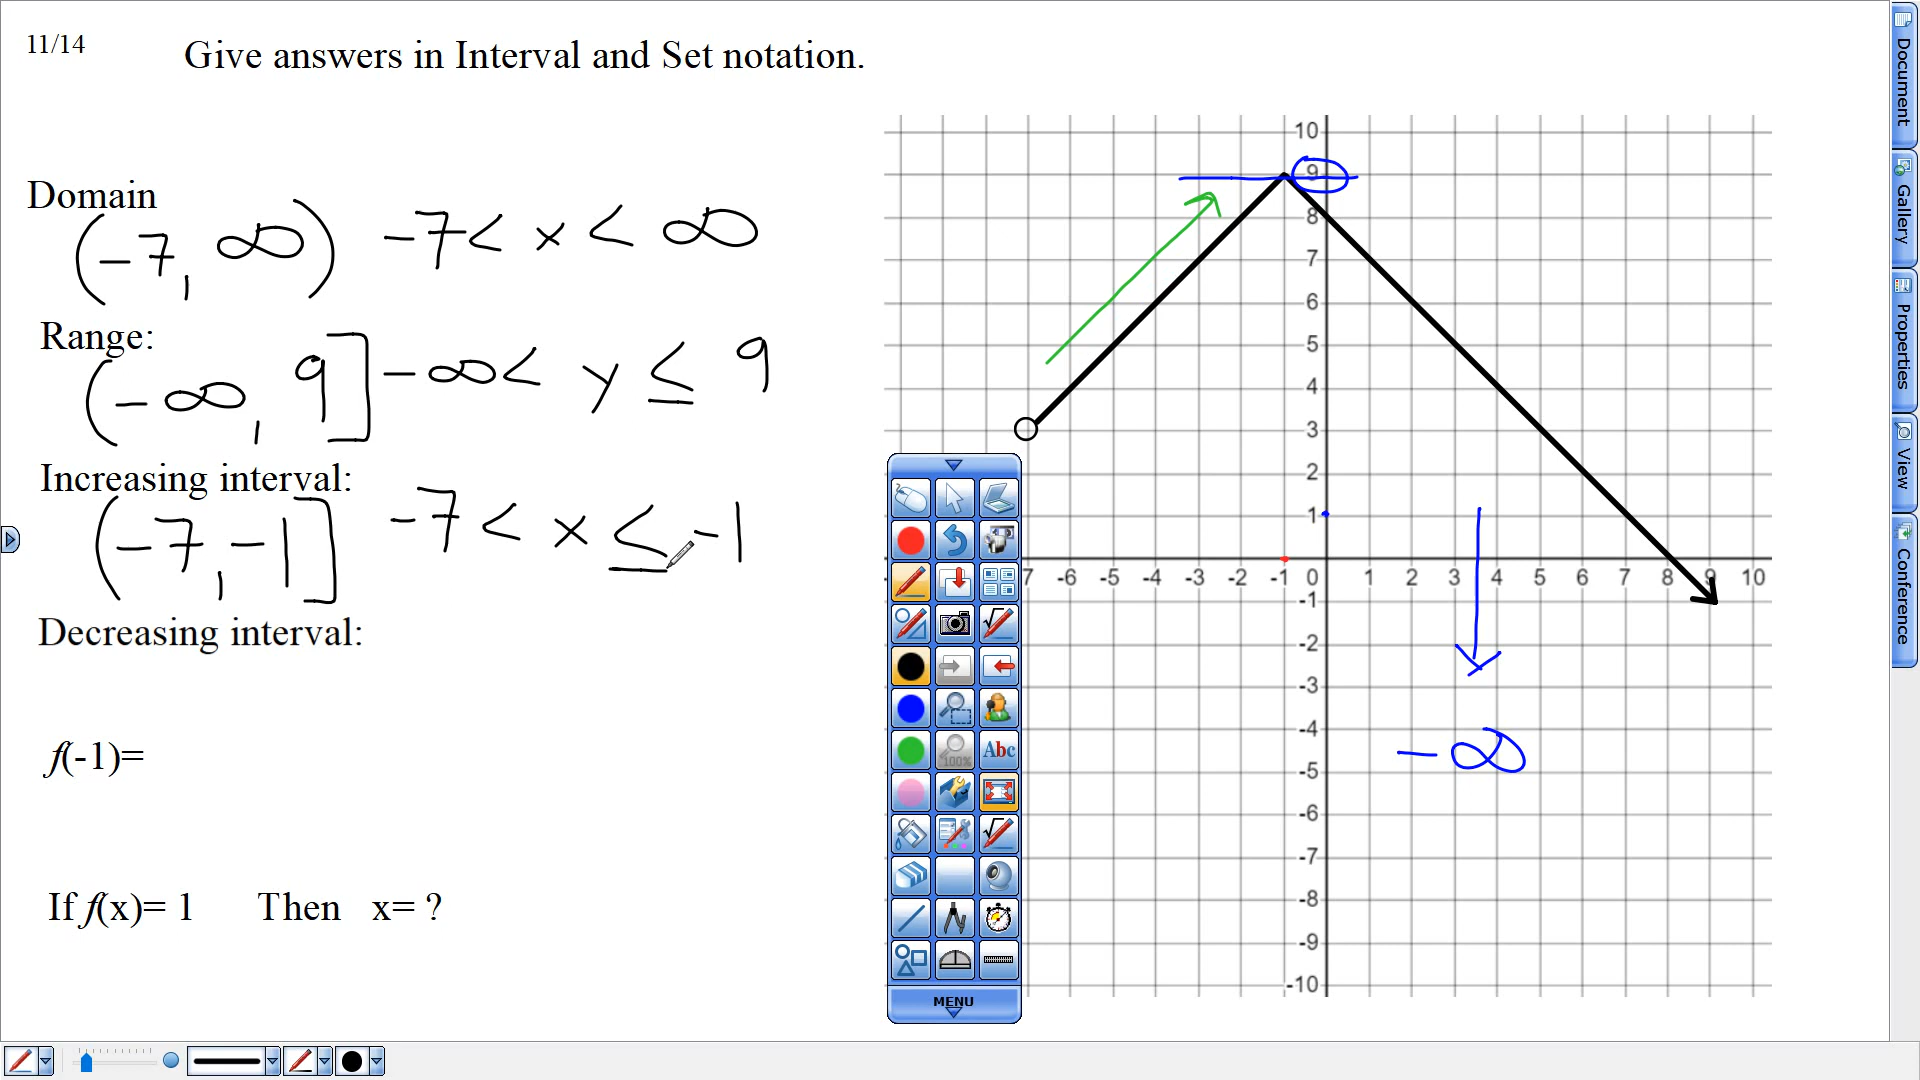 11/14 Give answers in Interval and Set notation.
Domain
(-7, ∞) -7 < x < ∞
Range:
(-∞, 9] -∞ < y ≤ 9
Increasing interval:
(-7, -1] -7 < x ≤ -1
Decreasing interval:
f(-1)=
If f(x)= 1 Then x= ?
10
9
8
7
6
5
4
3
2
1
7 -6 -5 -4 -3 -2 -1 0 1 2 3 4 5 6 7 8 9 10
-1
-2
-3
-4
-∞
-5
-6
-7
-8
-9
-10
100%
Abc
MENU
Document
Gallery
Properties
View
Conference